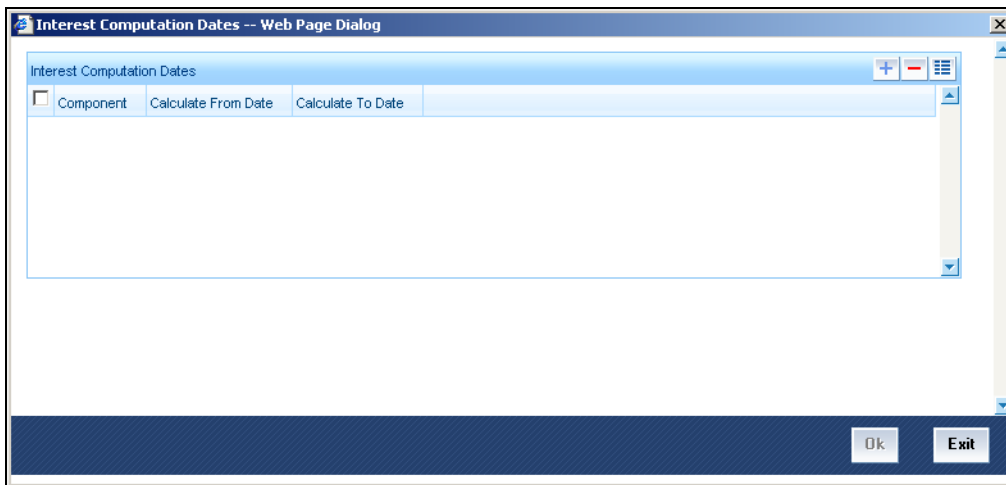 Interest Computation Dates -- Web Page Dialog
Interest Computation Dates
Component Calculate From Date Calculate To Date
Ok Exit